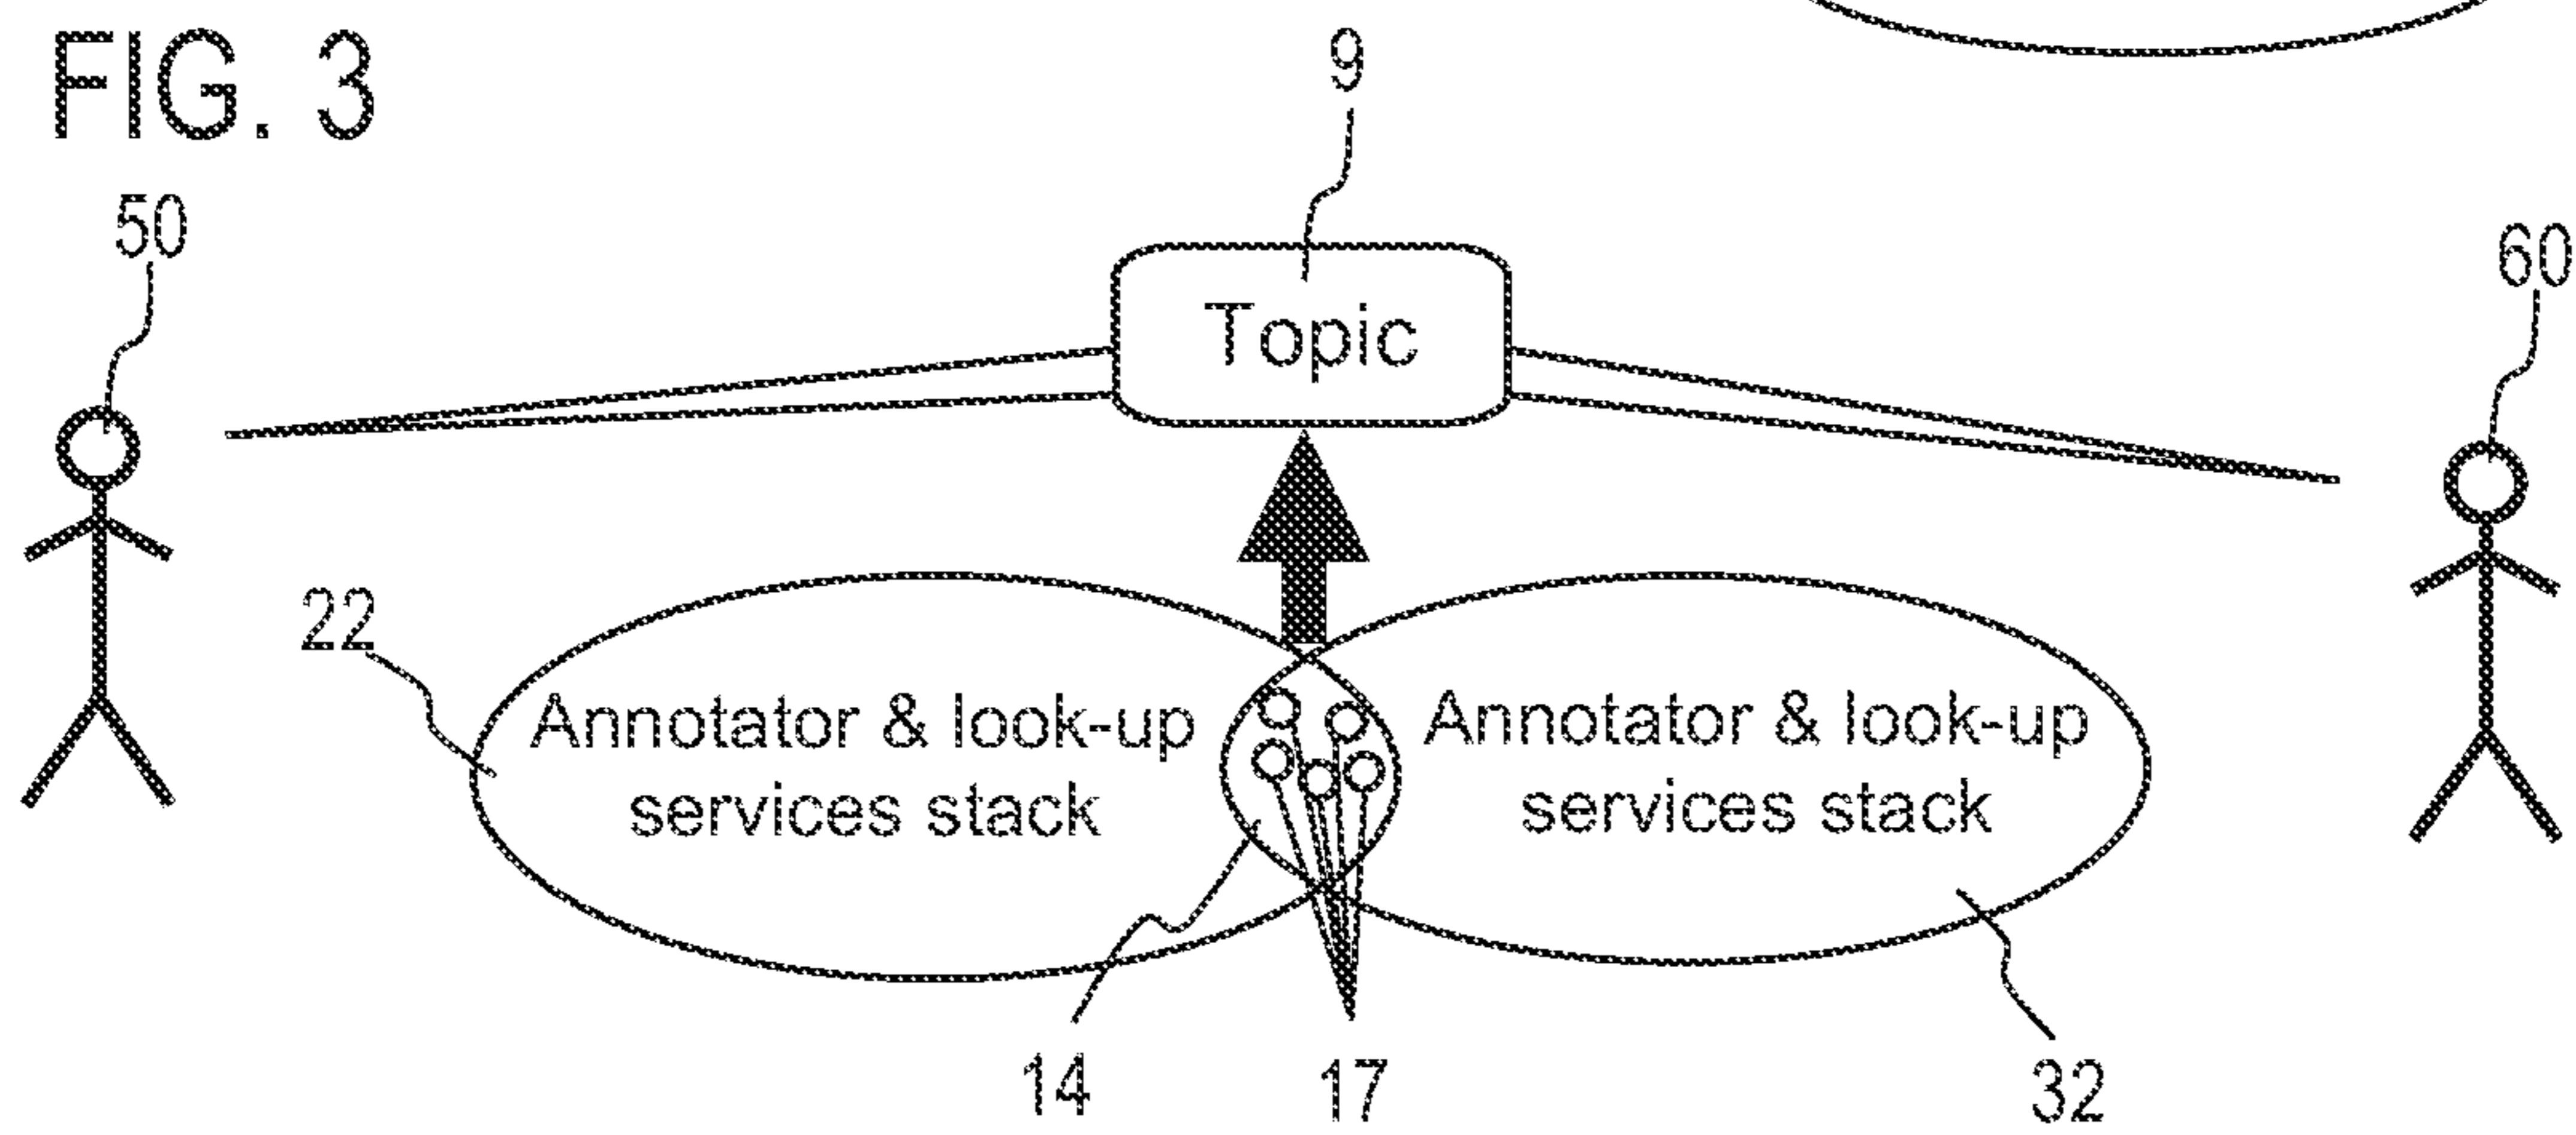 FIG. 3
9
50
60
Topic
22
Annotator & look-up
services stack
Annotator & look-up
services stack
14
17
32